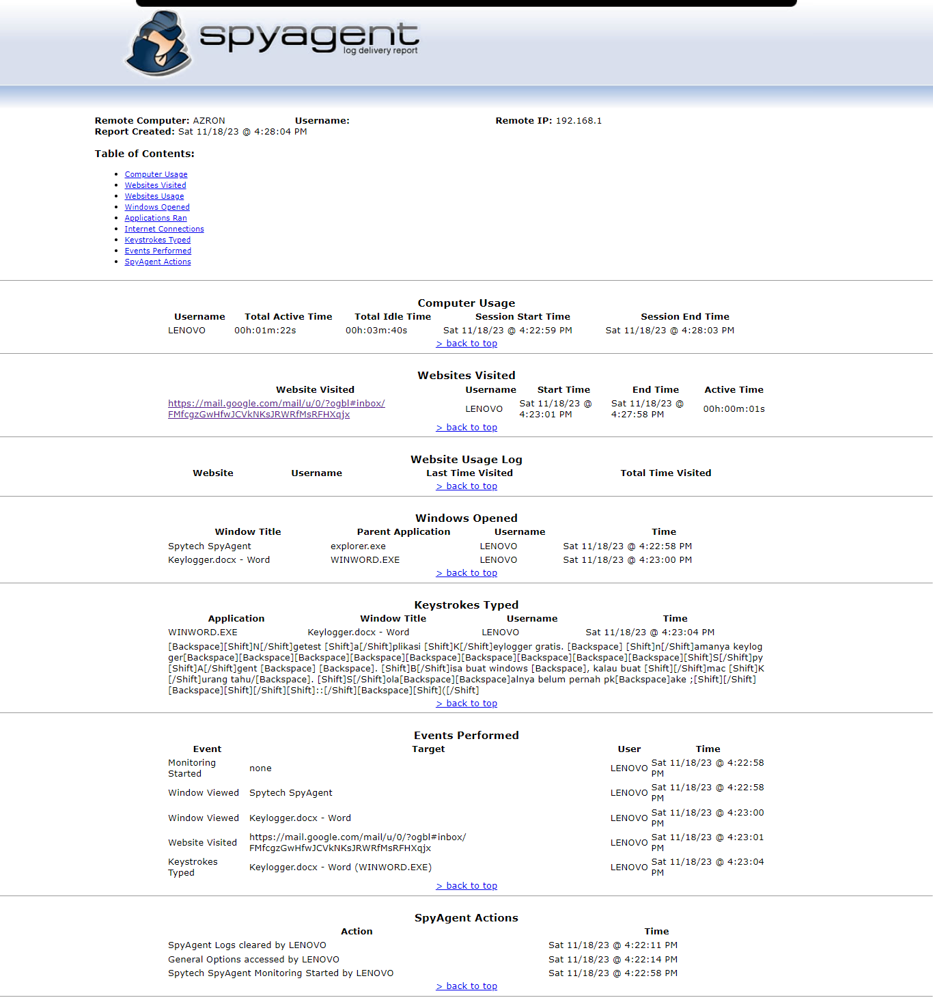 spyagent
log delivery report
Remote Computer: AZRON Username: Remote IP: 192.168.1
Report Created: Sat 11/18/23 @ 4:28:04 PM
Table of Contents:
Computer Usage
Websites Visited
Websites Usage
Windows Opened
Applications Ran
Internet Connections
Keystrokes Typed
Events Performed
SpyAgent Actions
Computer Usage
Username Total Active Time Total Idle Time Session Start Time Session End Time
LENOVO 00h:01m:22s 00h:03m:40s Sat 11/18/23 @ 4:22:59 PM Sat 11/18/23 @ 4:28:03 PM
> back to top
Websites Visited
Website Visited Username Start Time End Time Active Time
https://mail.google.com/mail/u/0/?ogbl#inbox/
FMfcgzGwHfwJCVkNKsJRWRfMsRFHXqjx LENOVO Sat 11/18/23 @
4:23:01 PM Sat 11/18/23 @
4:27:58 PM 00h:00m:01s
> back to top
Website Usage Log
Website Username Last Time Visited Total Time Visited
> back to top
Windows Opened
Window Title Parent Application Username Time
Spytech SpyAgent explorer.exe LENOVO Sat 11/18/23 @ 4:22:58 PM
Keylogger.docx - Word WINWORD.EXE LENOVO Sat 11/18/23 @ 4:23:00 PM
> back to top
Keystrokes Typed
Application Window Title Username Time
WINWORD.EXE Keylogger.docx - Word LENOVO Sat 11/18/23 @ 4:23:04 PM
[Backspace][Shift]N[/Shift]getest [Shift]a[/Shift]plikasi [Shift]K[/Shift]eylogger gratis. [Backspace] [Shift]n[/Shift]amanya keylog
ger[Backspace][Backspace][Backspace][Backspace][Backspace][Backspace][Backspace][Backspace][Backspace][Shift]S[/Shift]py
[Shift]A[/Shift]gent [Backspace] [Backspace]. [Shift]B[/Shift]isa buat windows [Backspace], kalau buat [Shift][/Shift]mac [Shift]K
[/Shift]urang tahu/[Backspace]. [Shift]S[/Shift]ola[Backspace][Backspace]alnya belum pernah pk[Backspace]ake ;[Shift][/Shift]
[Backspace][Shift][/Shift][Shift]::[/Shift][Backspace][Shift]([/Shift]
> back to top
Events Performed
Event Target User Time
Monitoring
Started none LENOVO Sat 11/18/23 @ 4:22:58
PM
Window Viewed Spytech SpyAgent LENOVO Sat 11/18/23 @ 4:22:58
PM
Window Viewed Keylogger.docx - Word LENOVO Sat 11/18/23 @ 4:23:00
PM
Website Visited https://mail.google.com/mail/u/0/?ogbl#inbox/
FMfcgzGwHfwJCVkNKsJRWRfMsRFHXqjx LENOVO Sat 11/18/23 @ 4:23:01
PM
Keystrokes
Typed Keylogger.docx - Word (WINWORD.EXE) LENOVO Sat 11/18/23 @ 4:23:04
PM
> back to top
SpyAgent Actions
Action Time
SpyAgent Logs cleared by LENOVO Sat 11/18/23 @ 4:22:11 PM
General Options accessed by LENOVO Sat 11/18/23 @ 4:22:14 PM
Spytech SpyAgent Monitoring Started by LENOVO Sat 11/18/23 @ 4:22:58 PM
> back to top